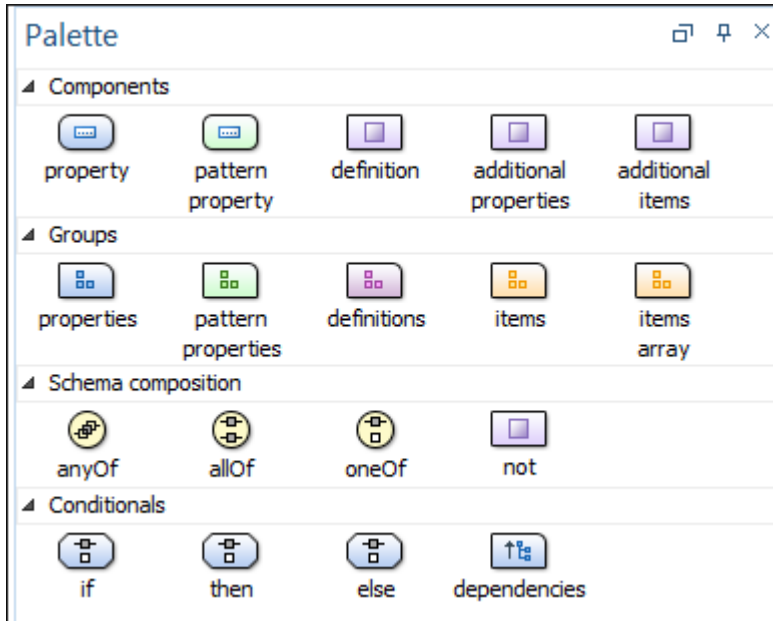 Palette
Components
property pattern property definition additional properties additional items
Groups
properties pattern properties definitions items items array
Schema composition
anyOf allOf oneOf not
Conditionals
if then else dependencies